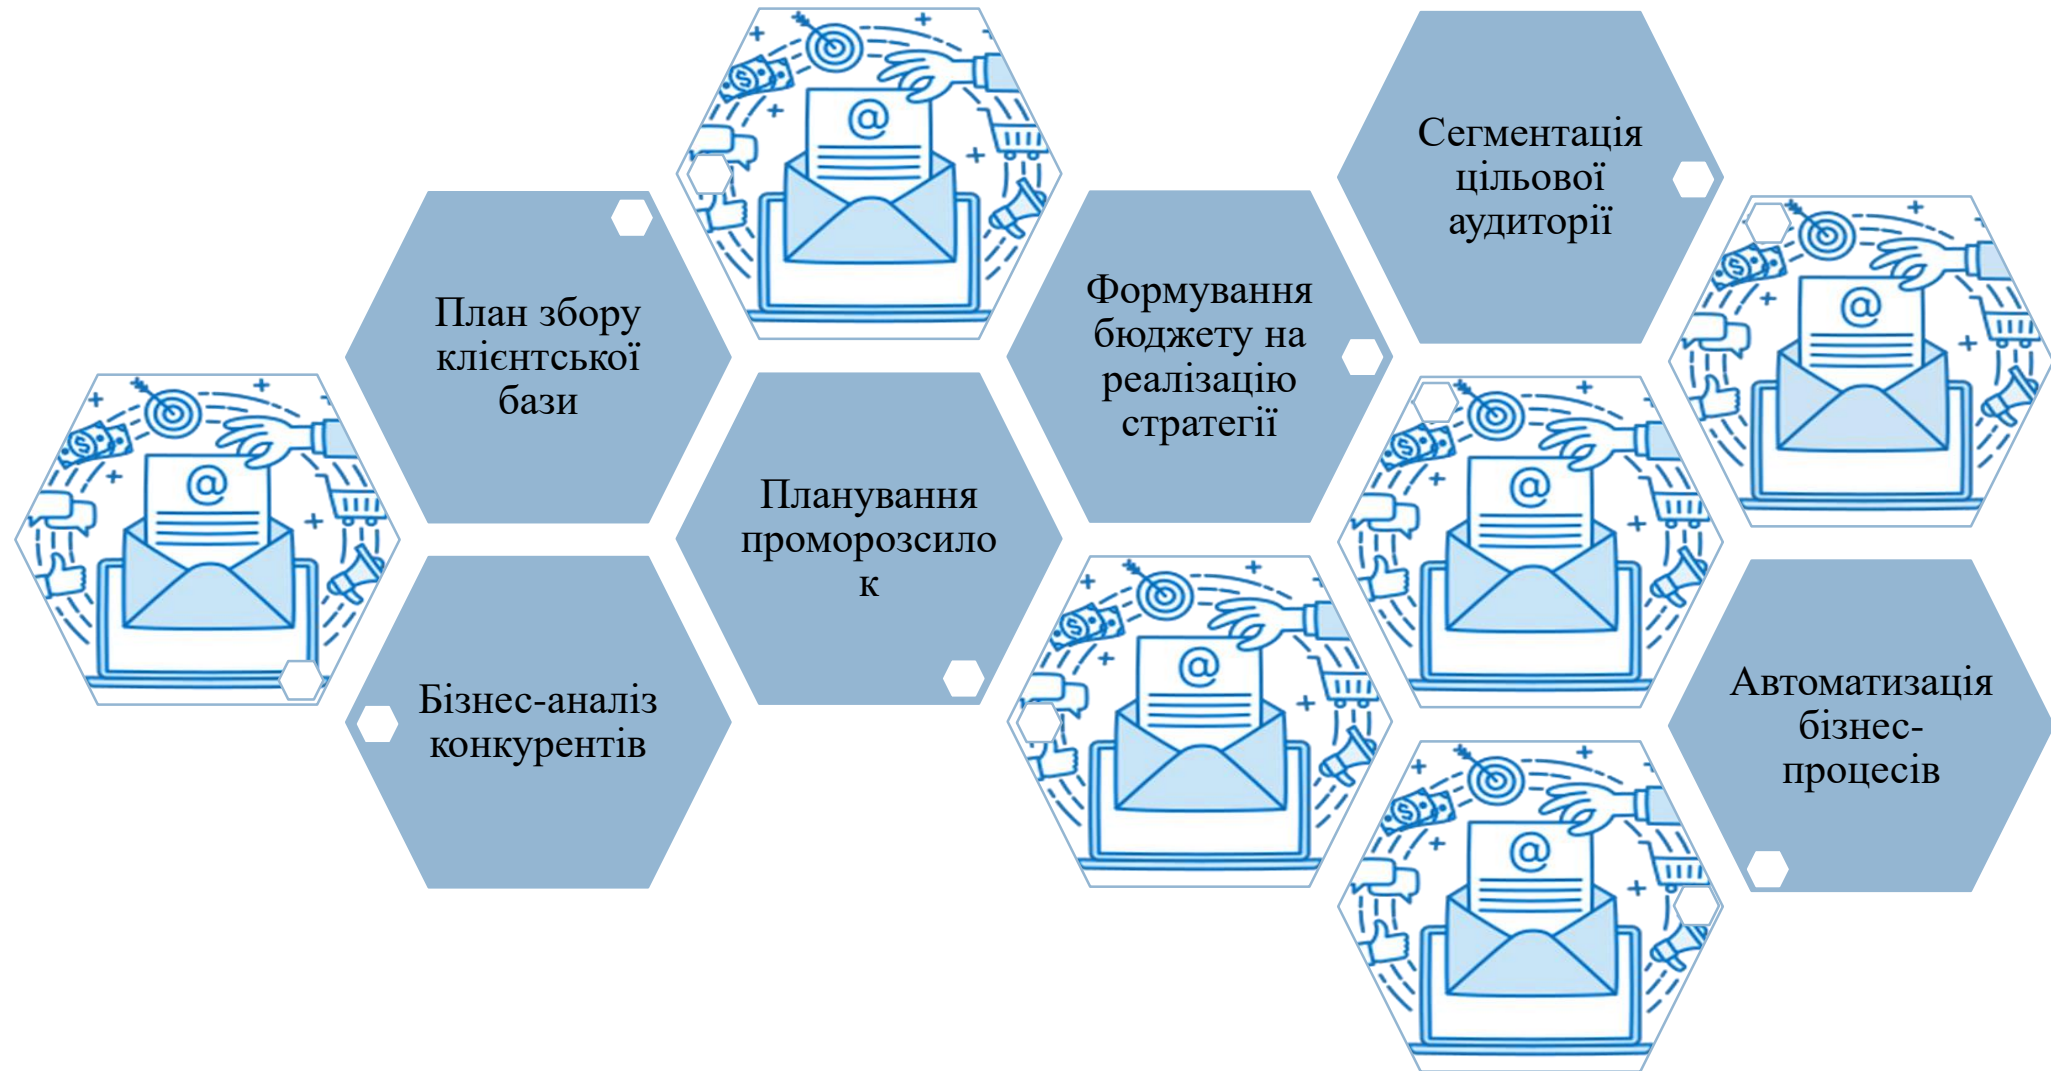 План збору
клієнтської
бази
Бізнес-аналіз
конкурентів
Планування
проморозсило
к
Формування
бюджету на
реалізацію
стратегії
Сегментація
цільової
аудиторії
Автоматизація
бізнес-
процесів
@
@
@
@
@
@
$
$
$
$
$
$